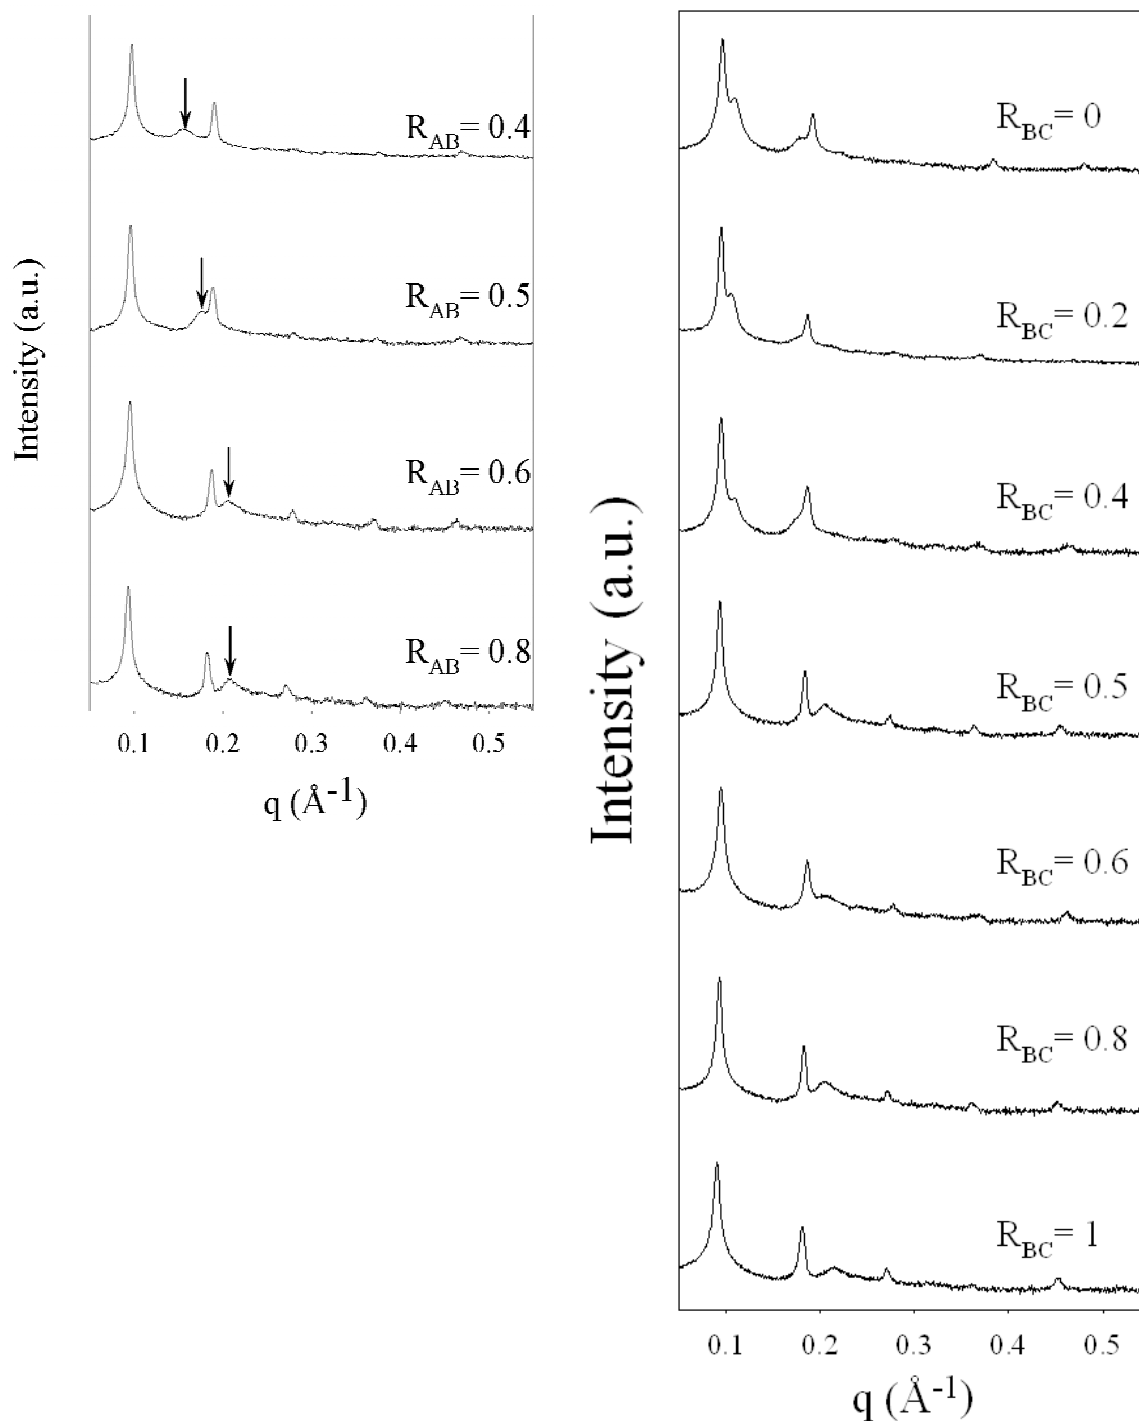 R_AB= 0.4
R_AB= 0.5
R_AB= 0.6
R_AB= 0.8
Intensity (a.u.)
0.1 0.2 0.3 0.4 0.5
q (Å⁻¹)
R_BC= 0
R_BC= 0.2
R_BC= 0.4
R_BC= 0.5
R_BC= 0.6
R_BC= 0.8
R_BC= 1
Intensity (a.u.)
0.1 0.2 0.3 0.4 0.5
q (Å⁻¹)